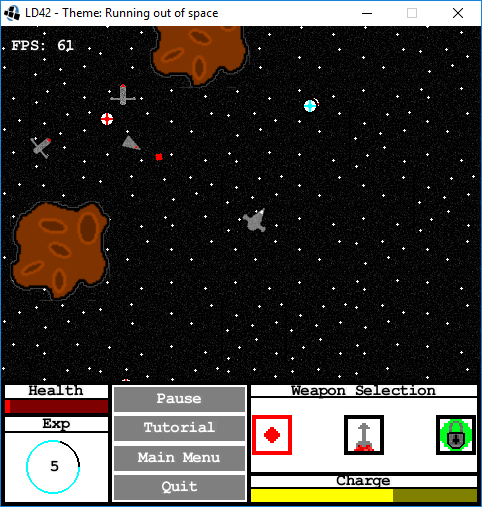 LD42 - Theme: Running out of space
FPS: 61
Health
Exp
5
Pause
Tutorial
Main Menu
Quit
Weapon Selection
Charge